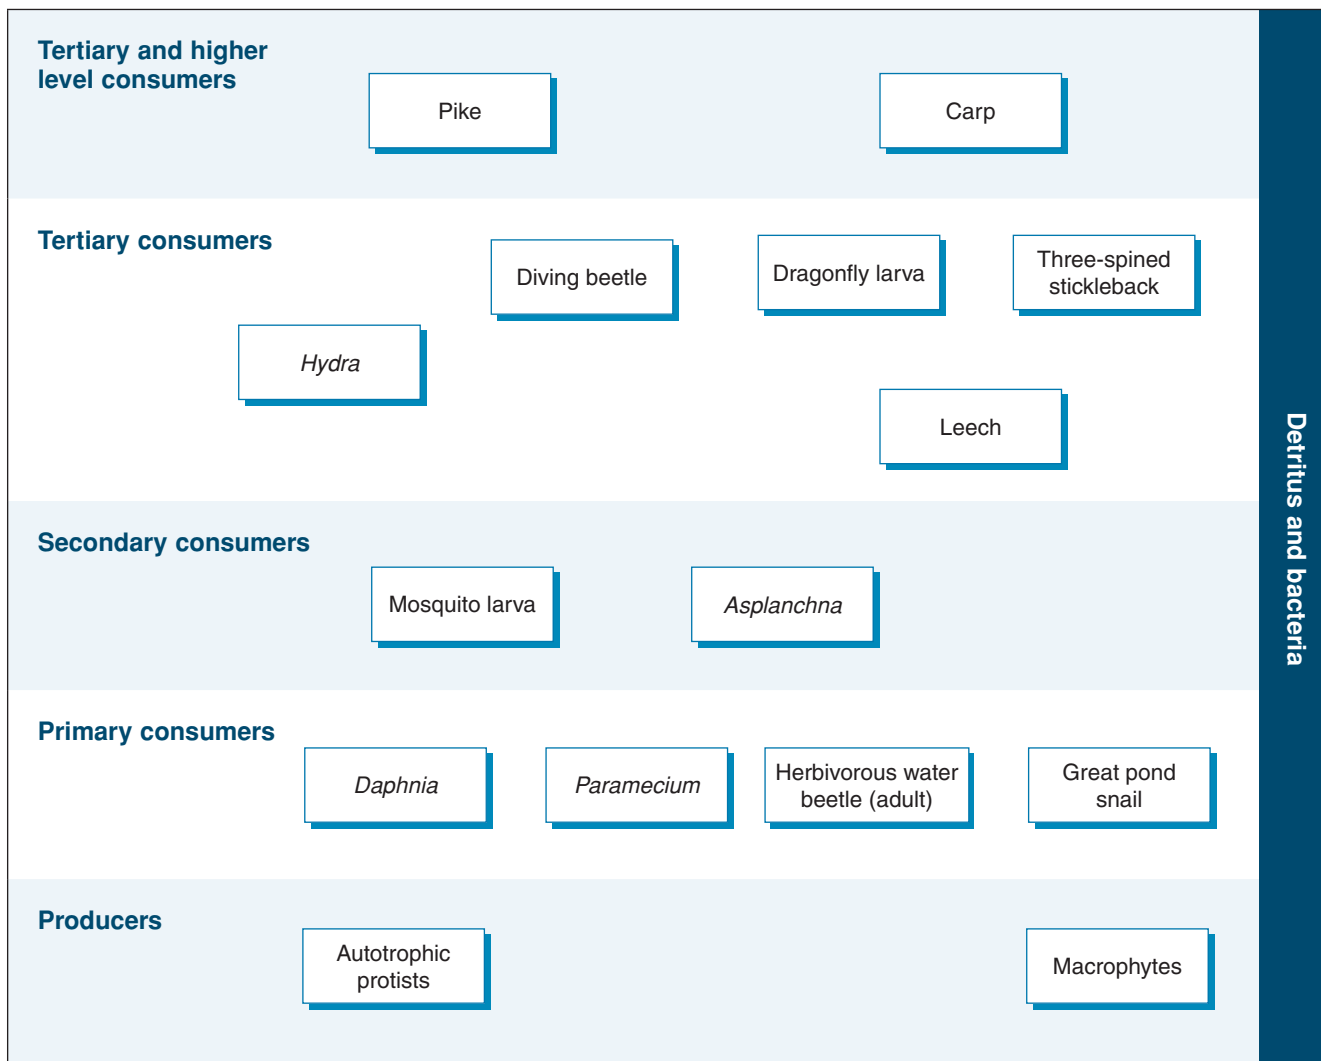 Tertiary and higher
level consumers
Pike
Carp
Tertiary consumers
Diving beetle
Dragonfly larva
Three-spined
stickleback
Hydra
Leech
Secondary consumers
Mosquito larva
Asplanchna
Primary consumers
Daphnia
Paramecium
Herbivorous water
beetle (adult)
Great pond
snail
Producers
Autotrophic
protists
Macrophytes
Detritus and bacteria